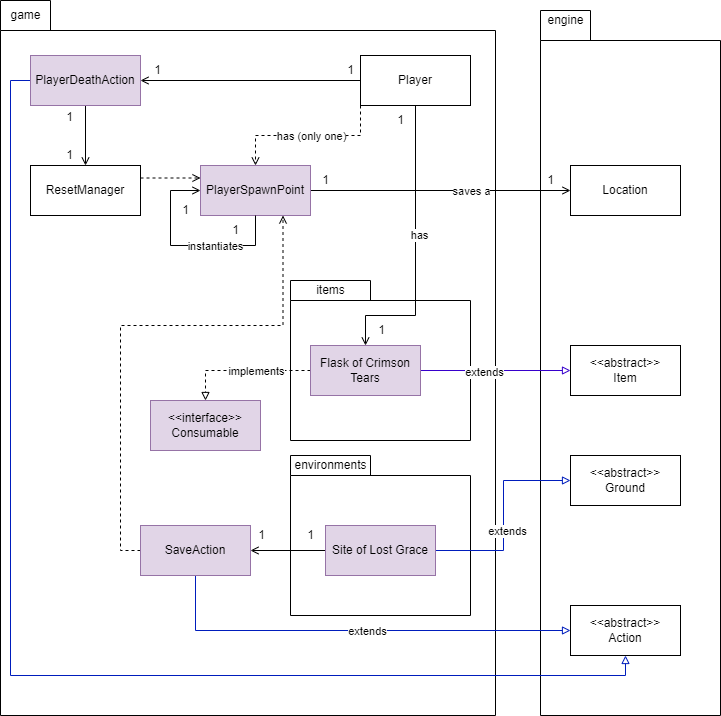 game
engine
PlayerDeathAction
1
1
Player
1
1
has (only one)
1
ResetManager
PlayerSpawnPoint
1
saves a
1
Location
1
1
instantiates
has
items
1
Flask of Crimson
Tears
extends
<<abstract>>
Item
implements
<<interface>>
Consumable
environments
<<abstract>>
Ground
extends
SaveAction
1
1
Site of Lost Grace
extends
<<abstract>>
Action